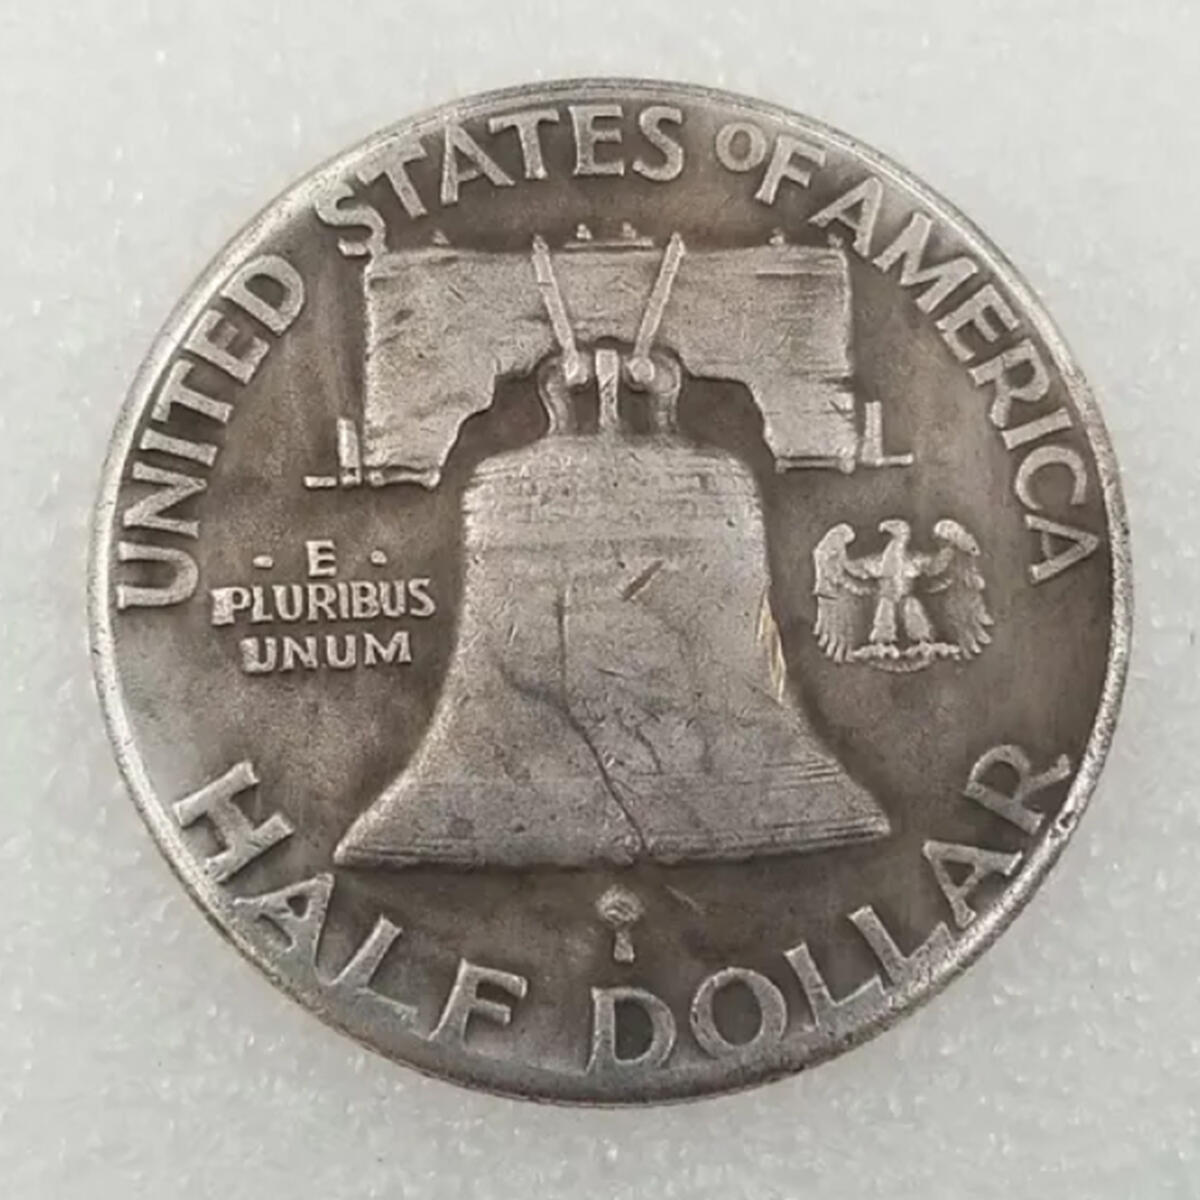 UNITED STATES OF AMERICA
· E ·
PLURIBUS
UNUM
HALF DOLLAR